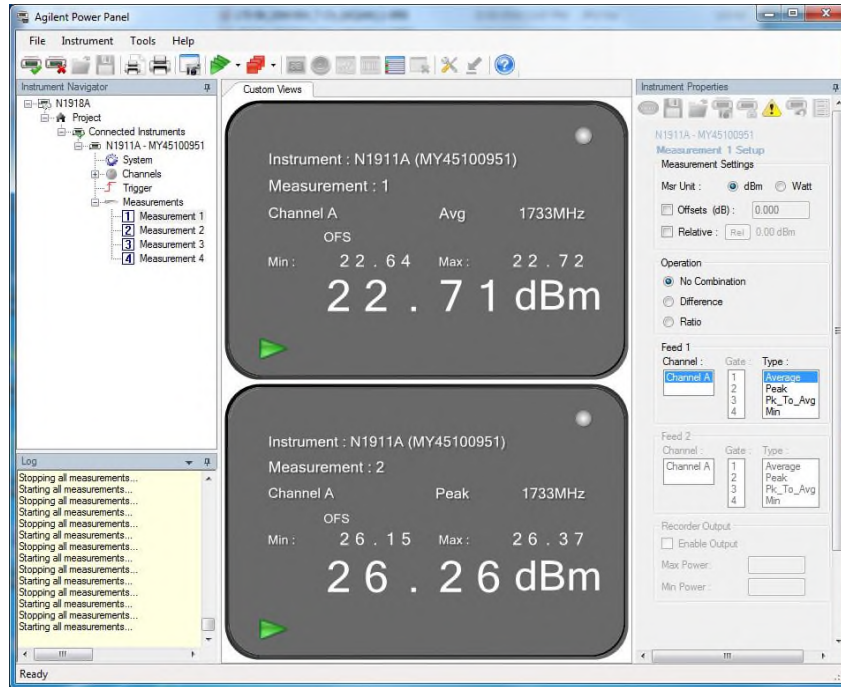 Agilent Power Panel
File Instrument Tools Help
Instrument Navigator
N1918A
Project
Connected Instruments
N1911A - MY45100951
System
Channels
Trigger
Measurements
1 Measurement 1
2 Measurement 2
3 Measurement 3
4 Measurement 4
Log
Stopping all measurements...
Starting all measurements...
Stopping all measurements...
Starting all measurements...
Stopping all measurements...
Starting all measurements...
Stopping all measurements...
Starting all measurements...
Stopping all measurements...
Starting all measurements...
Stopping all measurements...
Starting all measurements...
Stopping all measurements...
Starting all measurements...
Custom Views
Instrument : N1911A (MY45100951)
Measurement : 1
Channel A Avg 1733MHz
OFS
Min : 22.64 Max : 22.72
22.71 dBm
Instrument : N1911A (MY45100951)
Measurement : 2
Channel A Peak 1733MHz
OFS
Min : 26.15 Max : 26.37
26.26 dBm
Instrument Properties
N1911A - MY45100951
Measurement 1 Setup
Measurement Settings
Msr Unit : dBm Watt
Offsets (dB) : 0.000
Relative : Rel 0.00 dBm
Operation
No Combination
Difference
Ratio
Feed 1
Channel : Gate : Type :
Channel A 1 Average
2 Peak
3 Pk_To_Avg
4 Min
Feed 2
Channel : Gate : Type :
Channel A 1 Average
2 Peak
3 Pk_To_Avg
4 Min
Recorder Output
Enable Output
Max Power:
Min Power :
Ready